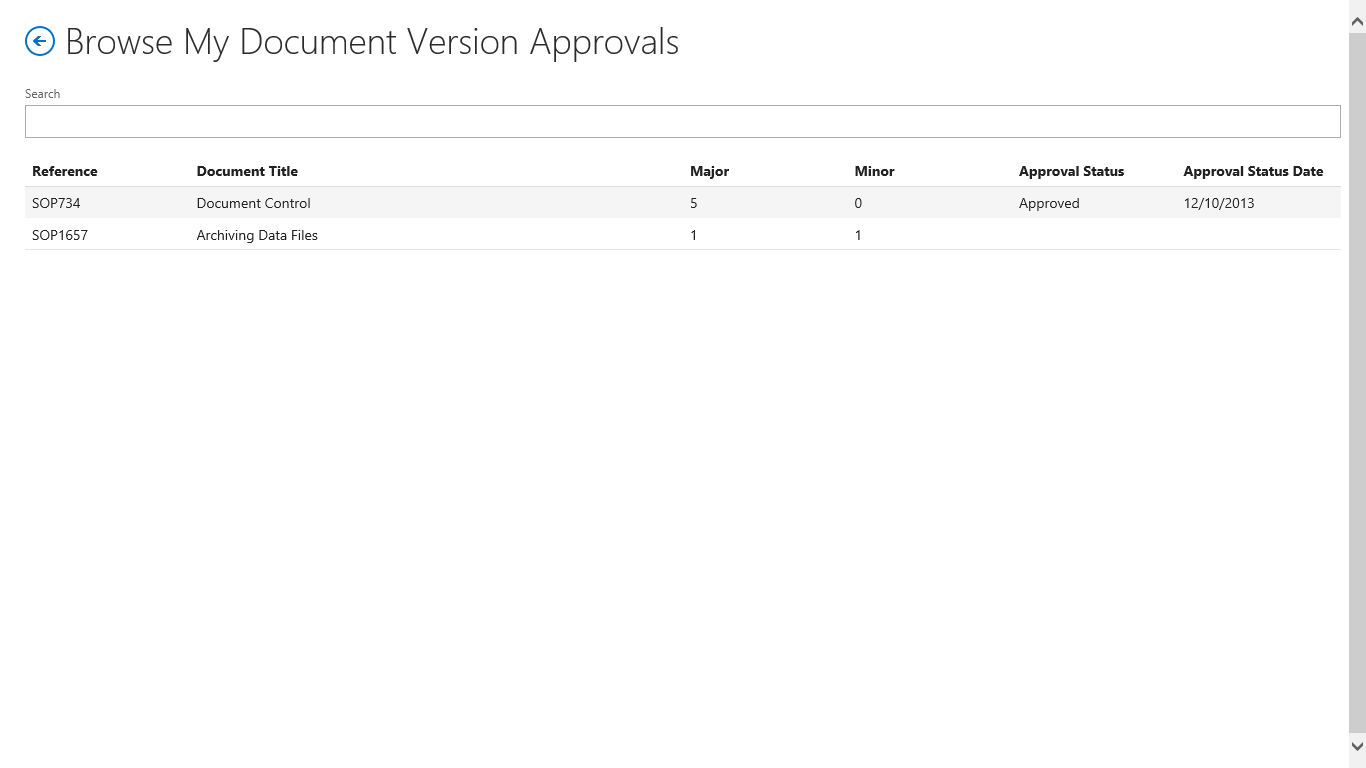 Browse My Document Version Approvals
Search
Reference Document Title Major Minor Approval Status Approval Status Date
SOP734 Document Control 5 0 Approved 12/10/2013
SOP1657 Archiving Data Files 1 1